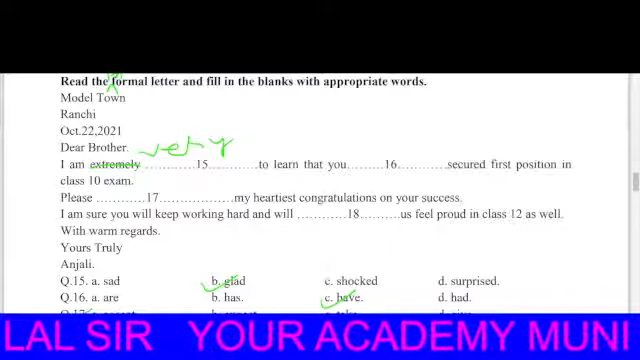 in
Read the formal letter and fill in the blanks with appropriate words.
Model Town
Ranchi
Oct.22,2021
Dear Brother.
very
I am extremely ……………15……………to learn that you………16…………secured first position in
class 10 exam.
Please …………17……………my heartiest congratulations on your success.
I am sure you will keep working hard and will …………18………us feel proud in class 12 as well.
With warm regards.
Yours Truly
Anjali.
Q.15. a. sad b. glad c. shocked d. surprised.
Q.16. a. are b. has. c. have. d. had.
LAL SIR YOUR ACADEMY MUNI